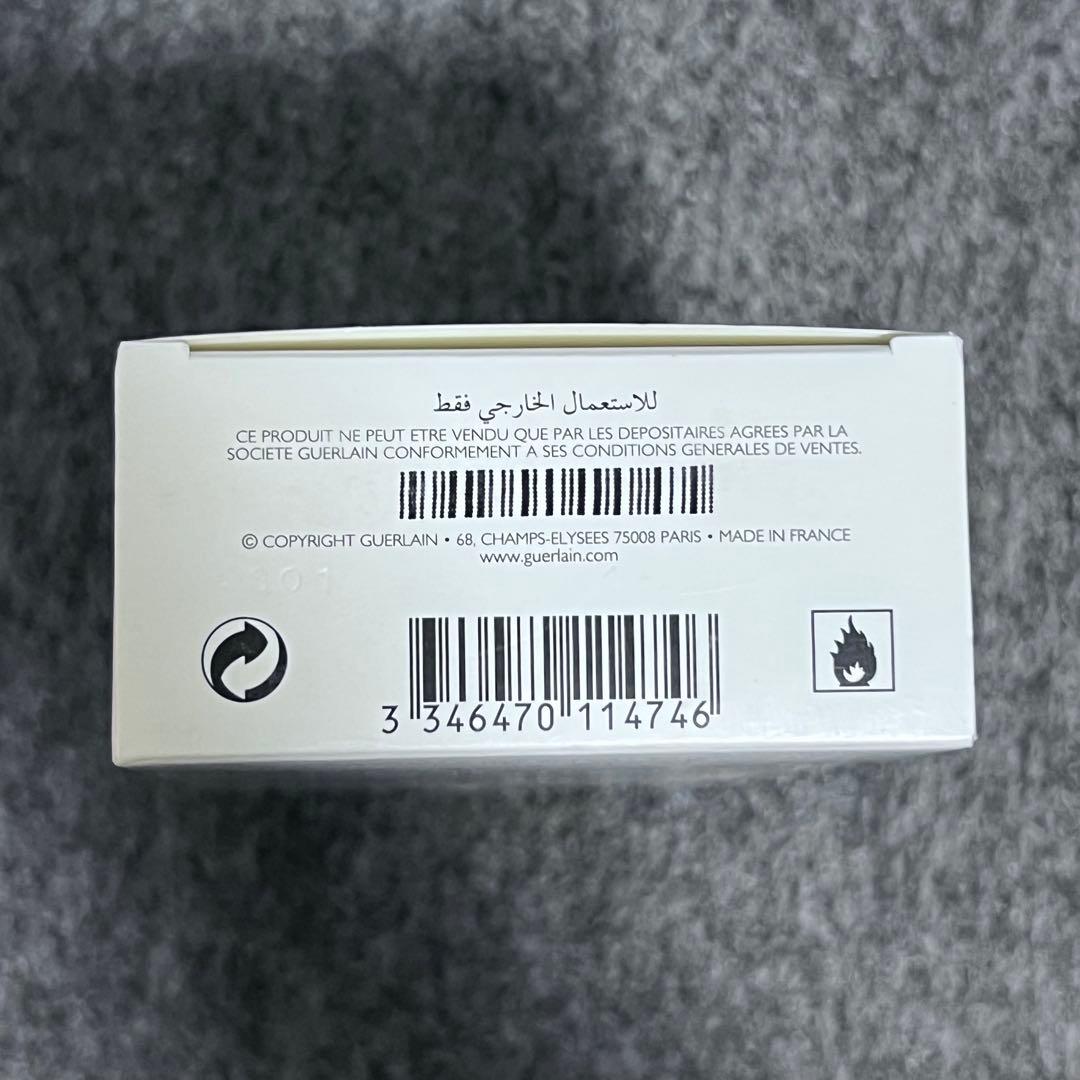 للاستعمال الخارجي فقط
CE PRODUIT NE PEUT ETRE VENDU QUE PAR LES DEPOSITAIRES AGREES PAR LA
SOCIETE GUERLAIN CONFORMEMENT A SES CONDITIONS GENERALES DE VENTES.
© COPYRIGHT GUERLAIN • 68, CHAMPS-ELYSEES 75008 PARIS • MADE IN FRANCE
www.guerlain.com
3 346470 114746